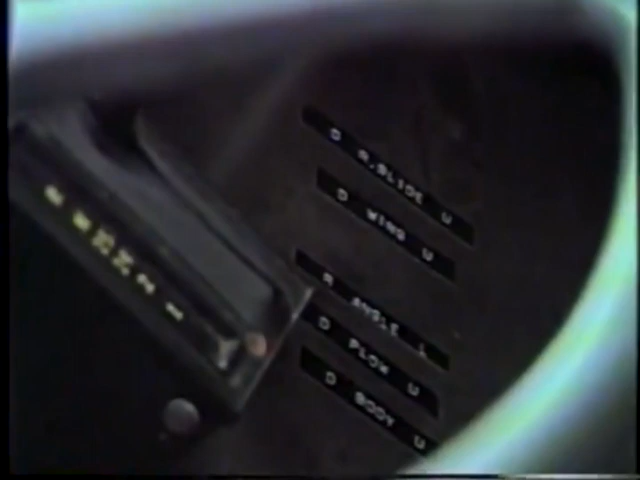 D R.SLIDE U
D WING U
R ANGLE L
D PLOW U
D BODY U